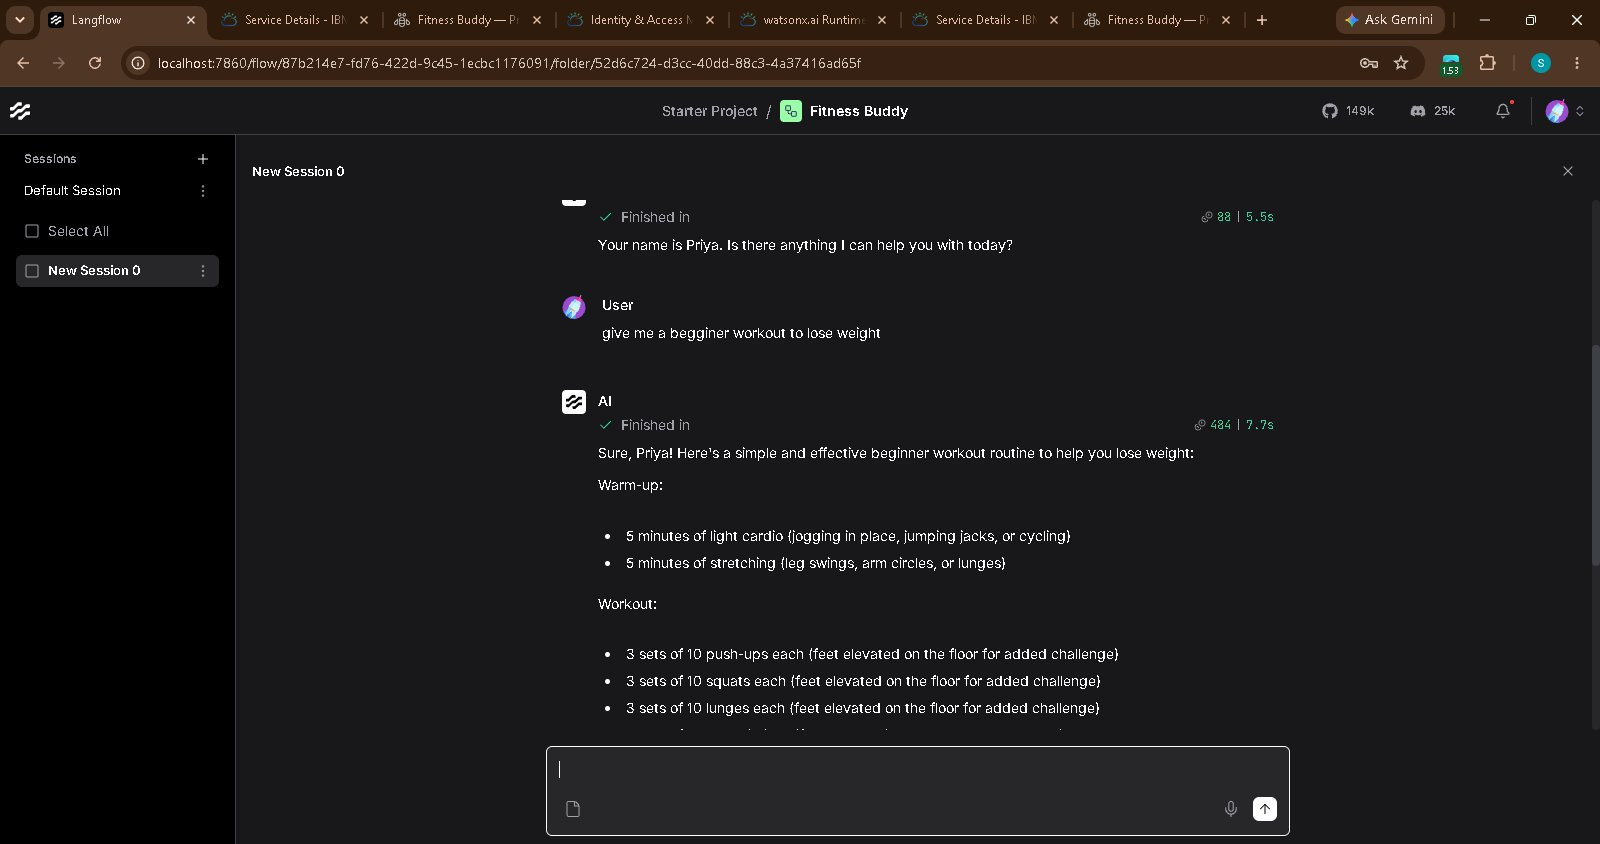 Langflow
Service Details - IBM
Fitness Buddy — Pr
Identity & Access M
watsonx.ai Runtime
Service Details - IBM
Fitness Buddy — Pr
Ask Gemini
localhost:7860/flow/87b214e7-fd76-422d-9c45-1ecbc1176091/folder/52d6c724-d3cc-40dd-88c3-4a37416ad65f
1.53
S
Starter Project / Fitness Buddy
149k
25k
Sessions
Default Session
Select All
New Session 0
New Session 0
Finished in
88 | 5.5s
Your name is Priya. Is there anything I can help you with today?
User
give me a begginer workout to lose weight
AI
Finished in
484 | 7.7s
Sure, Priya! Here's a simple and effective beginner workout routine to help you lose weight:
Warm-up:
• 5 minutes of light cardio (jogging in place, jumping jacks, or cycling)
• 5 minutes of stretching (leg swings, arm circles, or lunges)
Workout:
• 3 sets of 10 push-ups each (feet elevated on the floor for added challenge)
• 3 sets of 10 squats each (feet elevated on the floor for added challenge)
• 3 sets of 10 lunges each (feet elevated on the floor for added challenge)